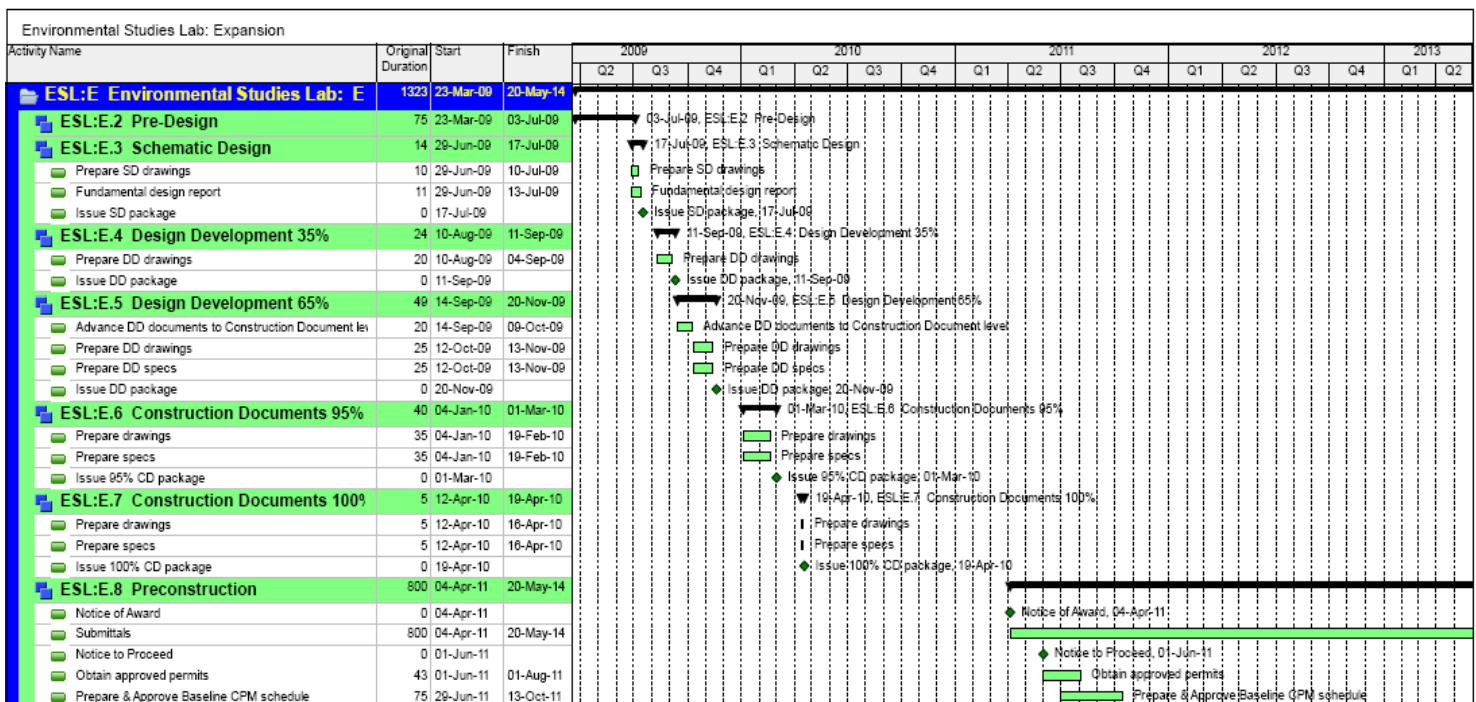 Environmental Studies Lab: Expansion
Activity Name Original Duration Start Finish 2009 2010 2011 2012 2013
Q2 Q3 Q4 Q1 Q2 Q3 Q4 Q1 Q2 Q3 Q4 Q1 Q2 Q3 Q4 Q1 Q2
ESL:E Environmental Studies Lab: E 1323 23-Mar-09 20-May-14
ESL:E.2 Pre-Design 75 23-Mar-09 03-Jul-09 03-Jul-09, ESL:E.2 Pre-Design
ESL:E.3 Schematic Design 14 29-Jun-09 17-Jul-09 17-Jul-09, ESL:E.3 Schematic Design
Prepare SD drawings 10 29-Jun-09 10-Jul-09 Prepare SD drawings
Fundamental design report 11 29-Jun-09 13-Jul-09 Fundamental design report
Issue SD package 0 17-Jul-09 Issue SD package, 17-Jul-09
ESL:E.4 Design Development 35% 24 10-Aug-09 11-Sep-09 11-Sep-09, ESL:E.4 Design Development 35%
Prepare DD drawings 20 10-Aug-09 04-Sep-09 Prepare DD drawings
Issue DD package 0 11-Sep-09 Issue DD package, 11-Sep-09
ESL:E.5 Design Development 65% 49 14-Sep-09 20-Nov-09 20-Nov-09, ESL:E.5 Design Development 65%
Advance DD documents to Construction Document lev 20 14-Sep-09 09-Oct-09 Advance DD documents to Construction Document level
Prepare DD drawings 25 12-Oct-09 13-Nov-09 Prepare DD drawings
Prepare DD specs 25 12-Oct-09 13-Nov-09 Prepare DD specs
Issue DD package 0 20-Nov-09 Issue DD package, 20-Nov-09
ESL:E.6 Construction Documents 95% 40 04-Jan-10 01-Mar-10 01-Mar-10, ESL:E.6 Construction Documents 95%
Prepare drawings 35 04-Jan-10 19-Feb-10 Prepare drawings
Prepare specs 35 04-Jan-10 19-Feb-10 Prepare specs
Issue 95% CD package 0 01-Mar-10 Issue 95% CD package, 01-Mar-10
ESL:E.7 Construction Documents 100% 5 12-Apr-10 19-Apr-10 19-Apr-10, ESL:E.7 Construction Documents 100%
Prepare drawings 5 12-Apr-10 16-Apr-10 Prepare drawings
Prepare specs 5 12-Apr-10 16-Apr-10 Prepare specs
Issue 100% CD package 0 19-Apr-10 Issue 100% CD package, 19-Apr-10
ESL:E.8 Preconstruction 800 04-Apr-11 20-May-14
Notice of Award 0 04-Apr-11 Notice of Award, 04-Apr-11
Submittals 800 04-Apr-11 20-May-14
Notice to Proceed 0 01-Jun-11 Notice to Proceed, 01-Jun-11
Obtain approved permits 43 01-Jun-11 01-Aug-11 Obtain approved permits
Prepare & Approve Baseline CPM schedule 75 29-Jun-11 13-Oct-11 Prepare & Approve Baseline CPM schedule